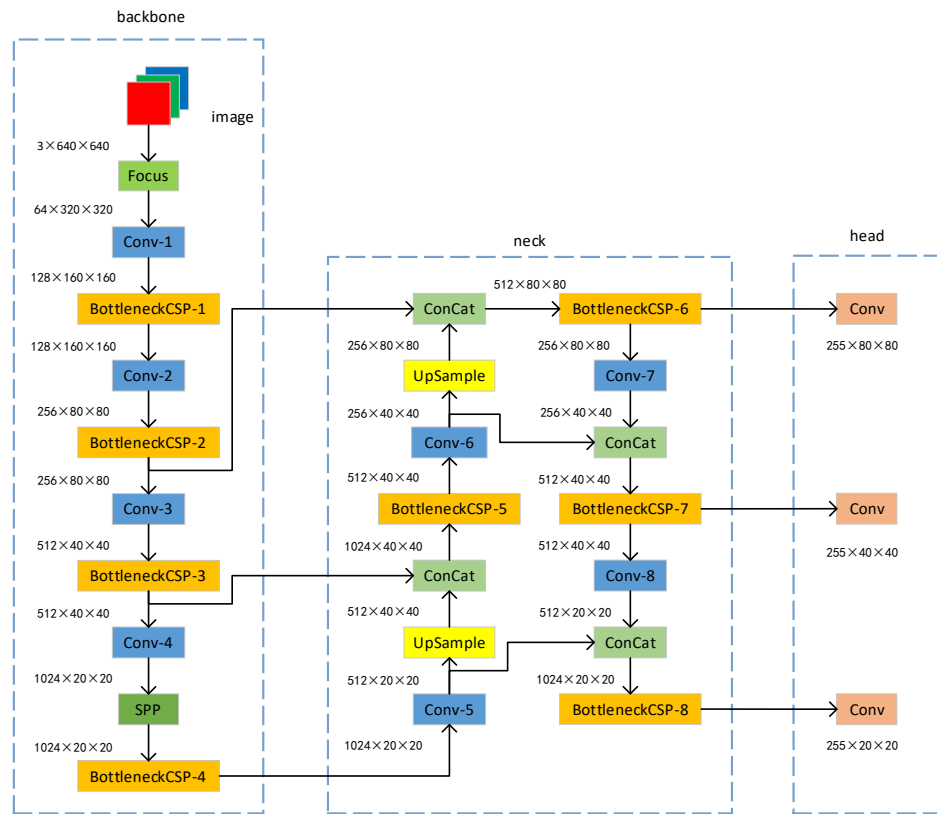 backbone
image
3×640×640
Focus
64×320×320
Conv-1
128×160×160
BottleneckCSP-1
128×160×160
Conv-2
256×80×80
BottleneckCSP-2
256×80×80
Conv-3
512×40×40
BottleneckCSP-3
512×40×40
Conv-4
1024×20×20
SPP
1024×20×20
BottleneckCSP-4
neck
ConCat
512×80×80
256×80×80
UpSample
256×40×40
Conv-6
512×40×40
BottleneckCSP-5
1024×40×40
ConCat
512×40×40
UpSample
512×20×20
Conv-5
1024×20×20
BottleneckCSP-6
256×80×80
Conv-7
256×40×40
ConCat
512×40×40
BottleneckCSP-7
512×40×40
Conv-8
512×20×20
ConCat
1024×20×20
BottleneckCSP-8
head
Conv
255×80×80
Conv
255×40×40
Conv
255×20×20